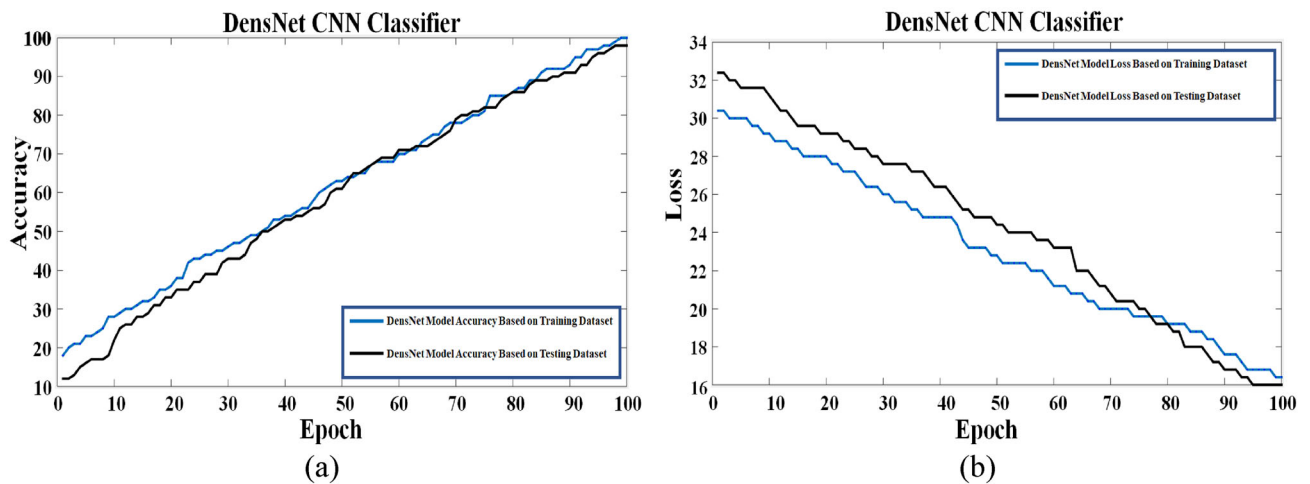 DensNet CNN Classifier
100
90
80
70
60
50
40
30
20
10
Accuracy
0 10 20 30 40 50 60 70 80 90 100
Epoch
DensNet Model Accuracy Based on Training Dataset
DensNet Model Accuracy Based on Testing Dataset
(a)
DensNet CNN Classifier
34
32
30
28
26
24
22
20
18
16
Loss
0 10 20 30 40 50 60 70 80 90 100
Epoch
DensNet Model Loss Based on Training Dataset
DensNet Model Loss Based on Testing Dataset
(b)